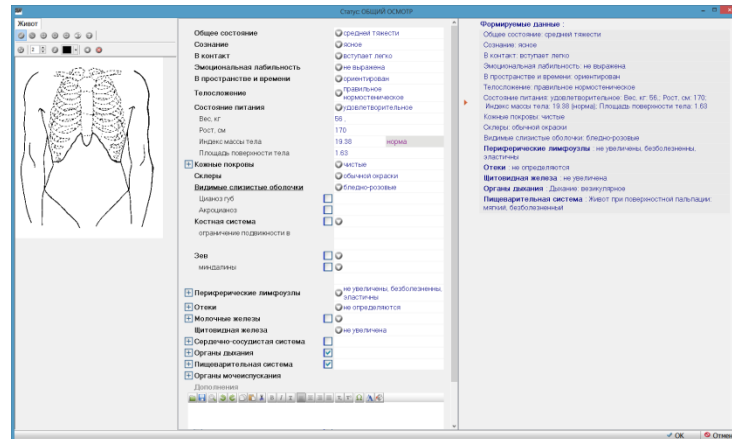 Статус: ОБЩИЙ ОСМОТР
Живот
2
Общее состояние средней тяжести
Сознание ясное
В контакт вступает легко
Эмоциональная лабильность не выражена
В пространстве и времени ориентирован
Телосложение правильное
нормостеническое
Состояние питания удовлетворительное
Вес, кг 56 .
Рост, см 170
Индекс массы тела 19.38 норма
Площадь поверхности тела 1.63
Кожные покровы чистые
Склеры обычной окраски
Видимые слизистые оболочки бледно-розовые
Цианоз губ
Акроцианоз
Костная система
ограничение подвижности в
Зев
миндалины
Периферические лимфоузлы не увеличены, безболезненны,
эластичны
Отеки не определяются
Молочные железы
Щитовидная железа не увеличена
Сердечно-сосудистая система
Органы дыхания
Пищеварительная система
Органы мочеиспускания
Дополнения
Формируемые данные :
Общее состояние: средней тяжести
Сознание: ясное
В контакт: вступает легко
Эмоциональная лабильность: не выражена
В пространстве и времени: ориентирован
Телосложение: правильное нормостеническое
Состояние питания: удовлетворительное: Вес, кг: 56,; Рост, см: 170;
Индекс массы тела: 19.38 (норма); Площадь поверхности тела: 1.63
Кожные покровы: чистые
Склеры: обычной окраски
Видимые слизистые оболочки: бледно-розовые
Периферические лимфоузлы : не увеличены, безболезненны,
эластичны
Отеки : не определяются
Щитовидная железа : не увеличена
Органы дыхания : Дыхание: везикулярное
Пищеварительная система : Живот при поверхностной пальпации:
мягкий, безболезненный
OK
Отмен